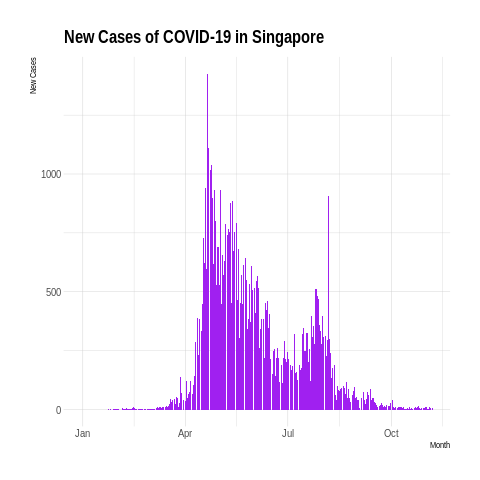 New Cases of COVID-19 in Singapore
New Cases
1000
500
0
Jan Apr Jul Oct
Month